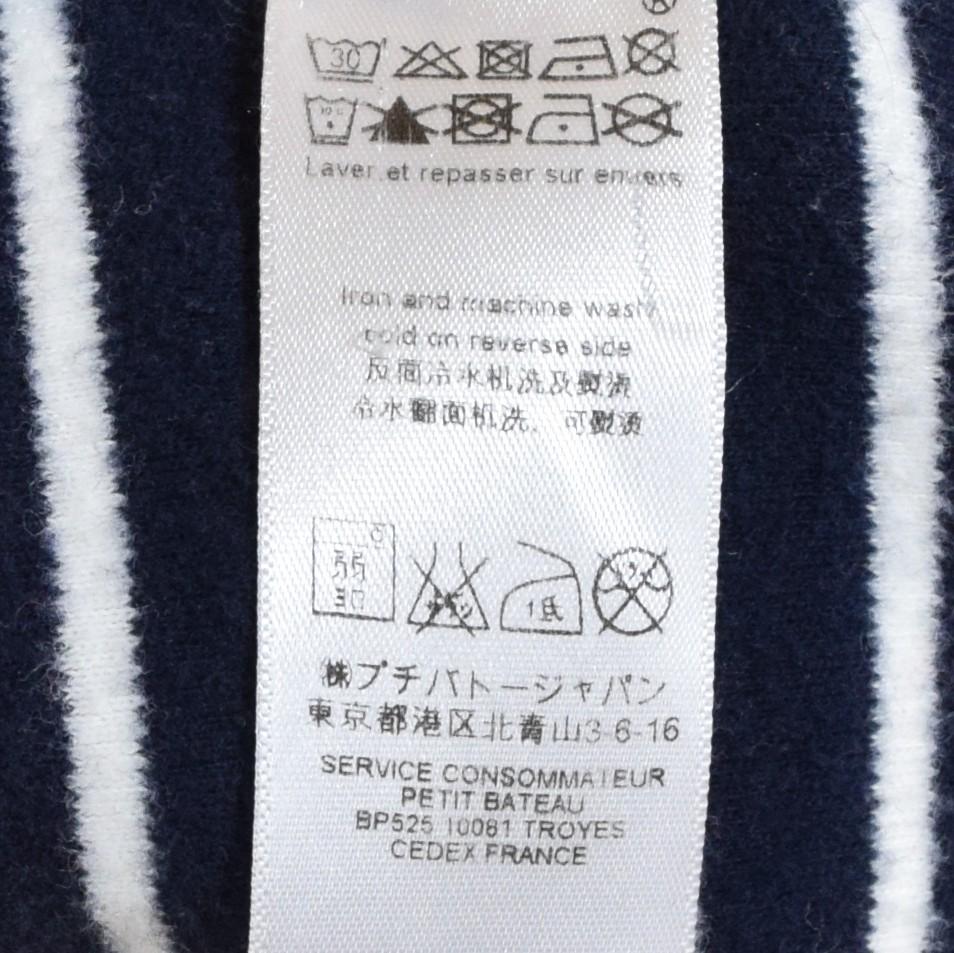 30
Laver et repasser sur envers
Iron and machine wash
cold on reverse side
反面冷水机洗及熨烫
冷水翻面机洗、可熨烫
弱
低
㈱プチバトージャパン
東京都港区北青山3-6-16
SERVICE CONSOMMATEUR
PETIT BATEAU
BP525 10081 TROYES
CEDEX FRANCE